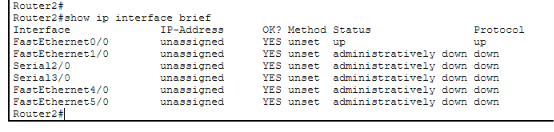 Router2#
Router2#show ip interface brief
Interface              IP-Address      OK? Method Status                Protocol
FastEthernet0/0        unassigned      YES unset  up                    up
FastEthernet1/0        unassigned      YES unset  administratively down down
Serial2/0              unassigned      YES unset  administratively down down
Serial3/0              unassigned      YES unset  administratively down down
FastEthernet4/0        unassigned      YES unset  administratively down down
FastEthernet5/0        unassigned      YES unset  administratively down down
Router2#